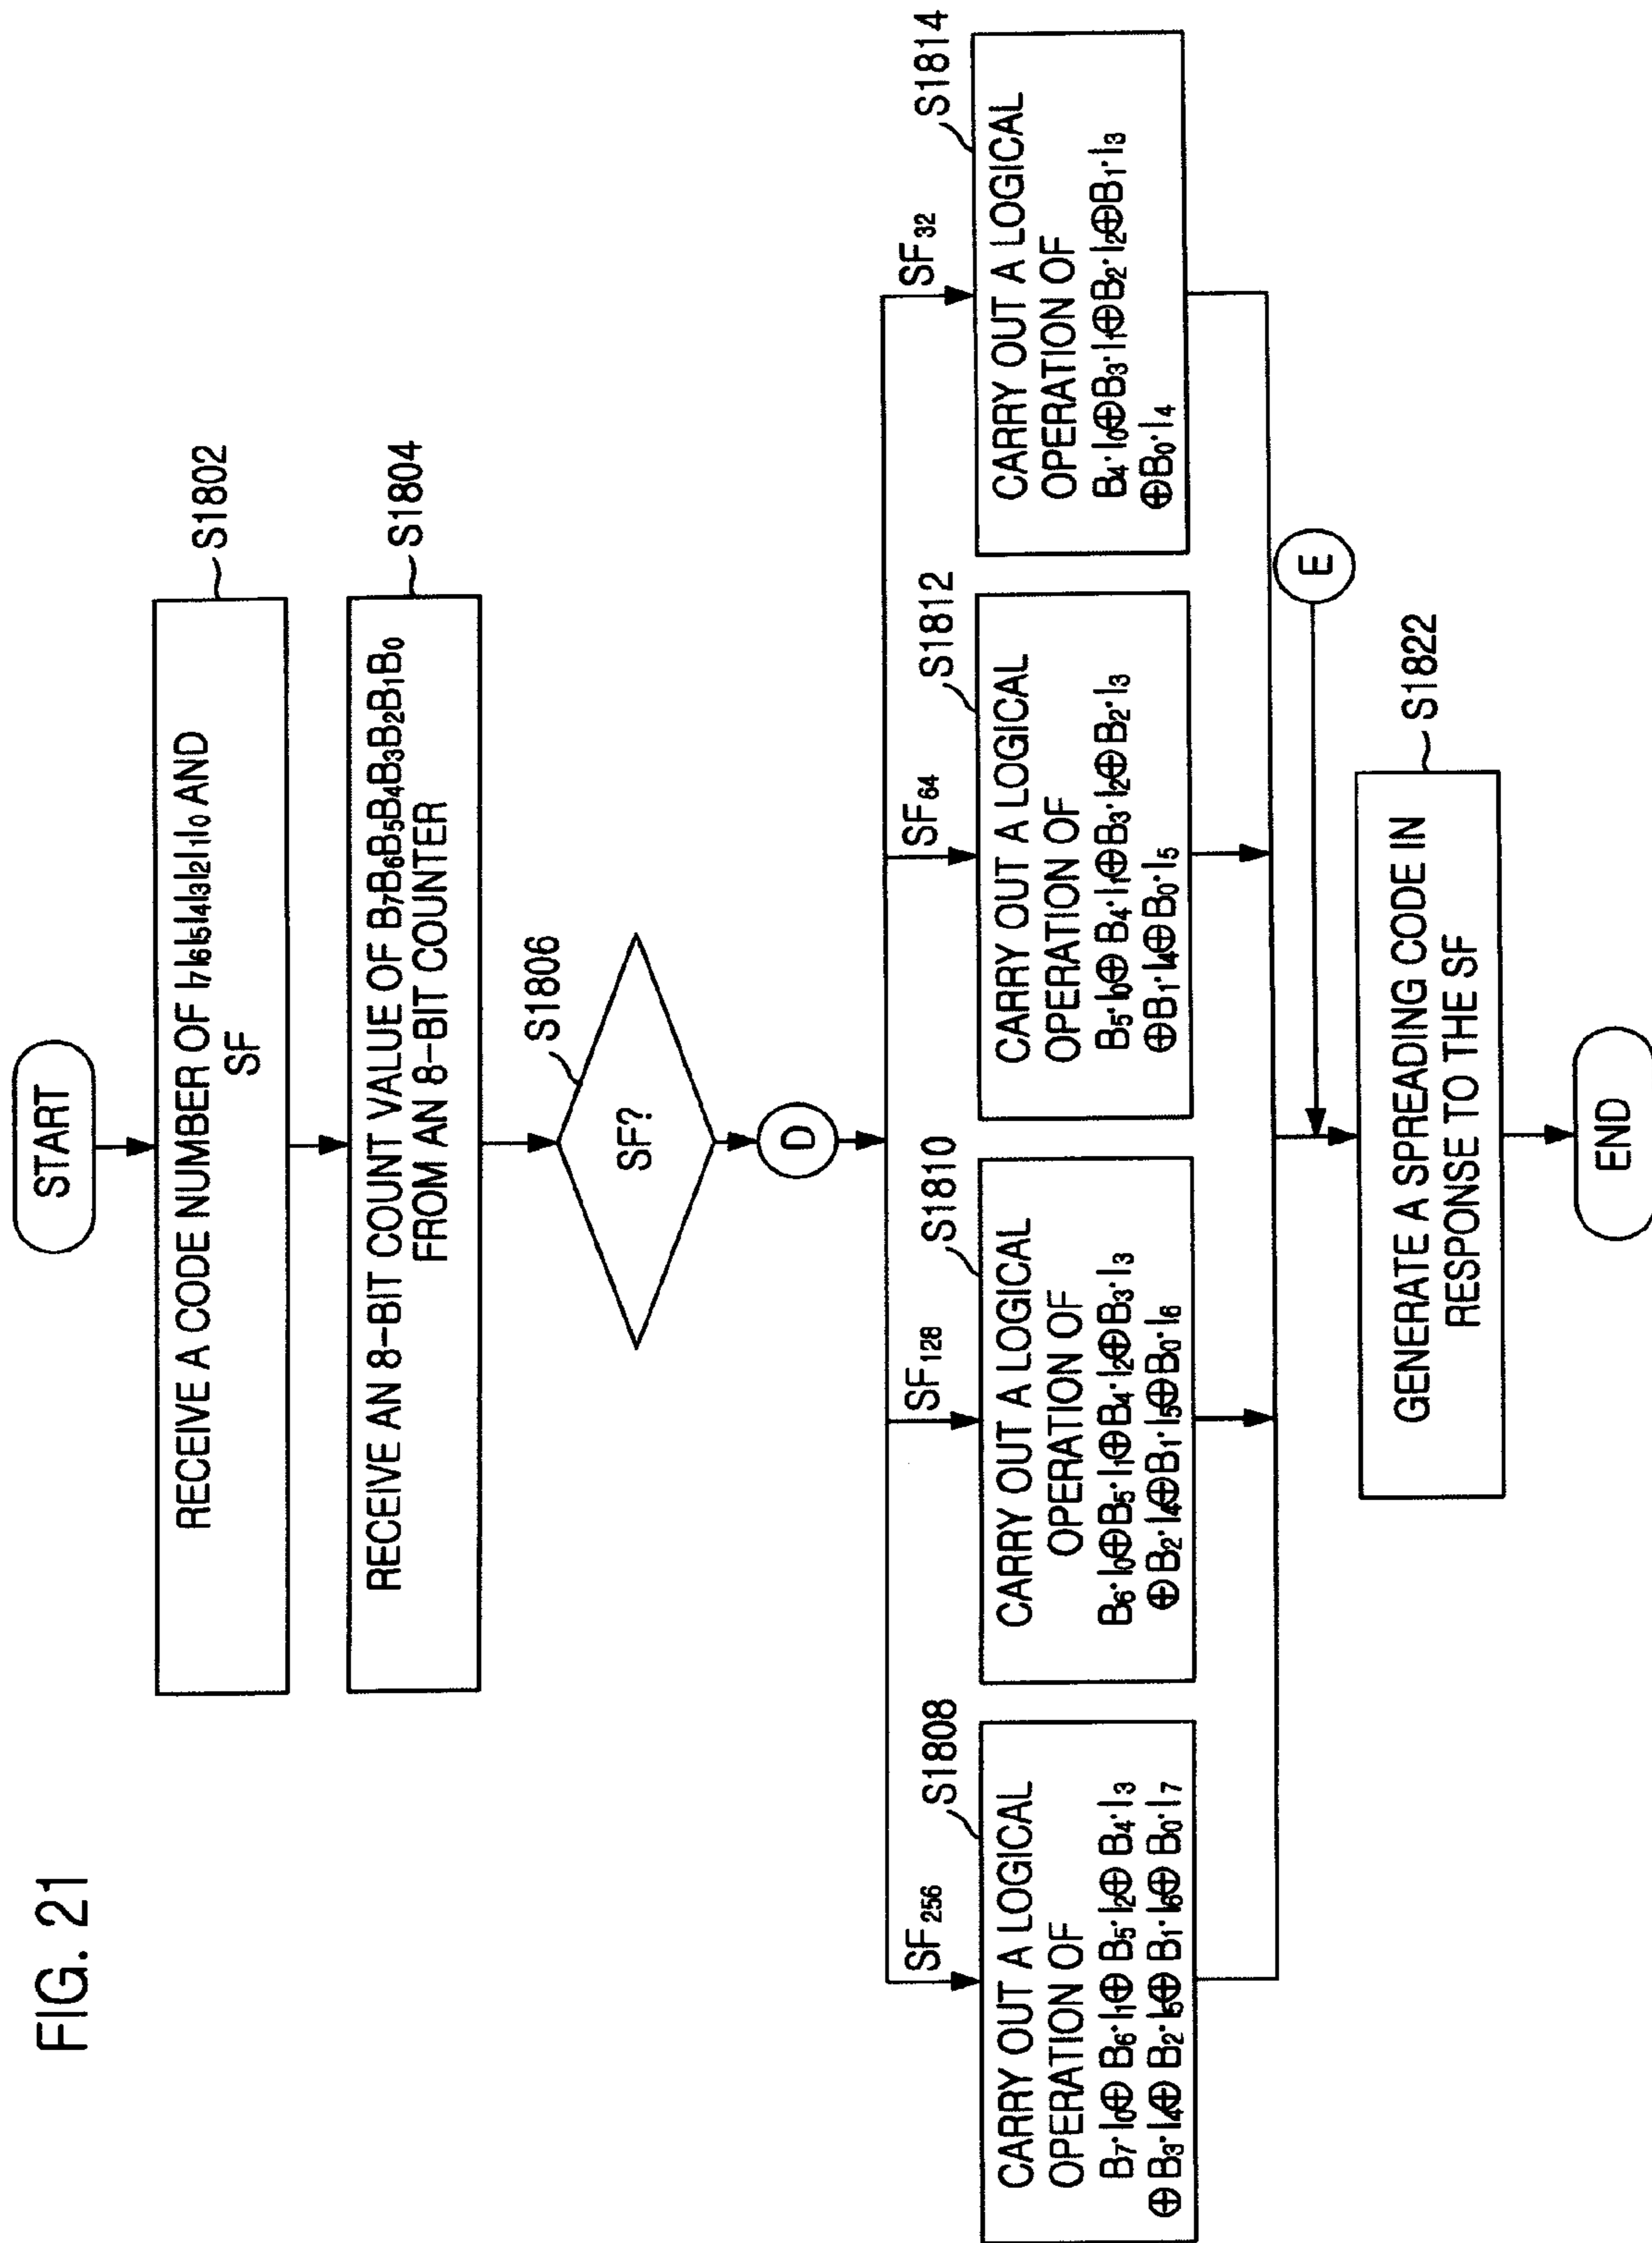 FIG. 21
START
RECEIVE A CODE NUMBER OF I₇I₆I₅I₄I₃I₂I₁I₀ AND
SF
S1802
RECEIVE AN 8-BIT COUNT VALUE OF B₇B₆B₅B₄B₃B₂B₁B₀
FROM AN 8-BIT COUNTER
S1804
SF?
S1806
D
SF₂₅₆
S1808
CARRY OUT A LOGICAL
OPERATION OF
B₇·I₀⊕B₆·I₁⊕B₅·I₂⊕B₄·I₃
⊕B₃·I₄⊕B₂·I₅⊕B₁·I₆⊕B₀·I₇
SF₁₂₈
S1810
CARRY OUT A LOGICAL
OPERATION OF
B₆·I₀⊕B₅·I₁⊕B₄·I₂⊕B₃·I₃
⊕B₂·I₄⊕B₁·I₅⊕B₀·I₆
SF₆₄
S1812
CARRY OUT A LOGICAL
OPERATION OF
B₅·I₀⊕B₄·I₁⊕B₃·I₂⊕B₂·I₃
⊕B₁·I₄⊕B₀·I₅
SF₃₂
S1814
CARRY OUT A LOGICAL
OPERATION OF
B₄·I₀⊕B₃·I₁⊕B₂·I₂⊕B₁·I₃
⊕B₀·I₄
E
GENERATE A SPREADING CODE IN
RESPONSE TO THE SF
S1822
END